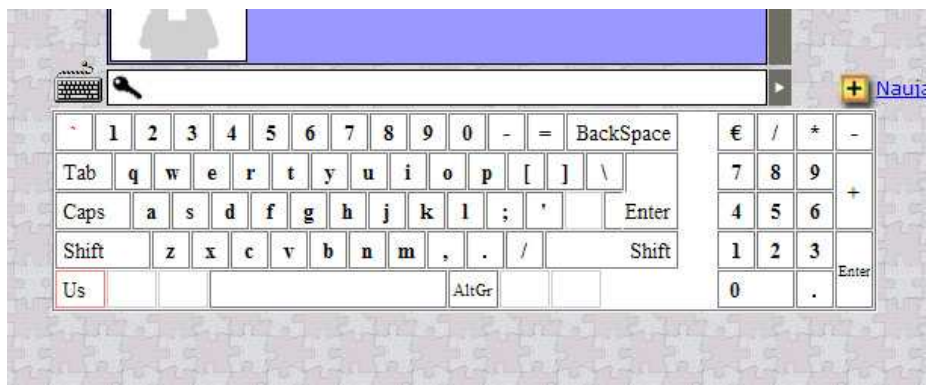 Nauja
` 1 2 3 4 5 6 7 8 9 0 - = BackSpace € / * -
Tab q w e r t y u i o p [ ] \ 7 8 9 +
Caps a s d f g h j k l ; ' Enter 4 5 6
Shift z x c v b n m , . / Shift 1 2 3 Enter
Us AltGr 0 .